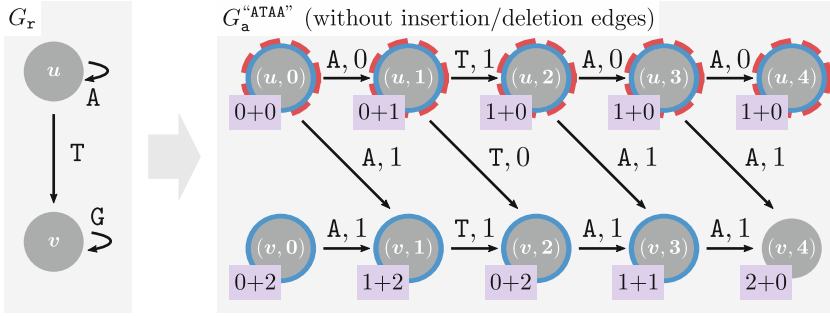 G_r
G_a^“ATAA” (without insertion/deletion edges)
u
A
T
v
G
(u, 0) A, 0 (u, 1) T, 1 (u, 2) A, 0 (u, 3) A, 0 (u, 4)
0+0 0+1 1+0 1+0 1+0
A, 1 T, 0 A, 1 A, 1
(v, 0) A, 1 (v, 1) T, 1 (v, 2) A, 1 (v, 3) A, 1 (v, 4)
0+2 1+2 0+2 1+1 2+0